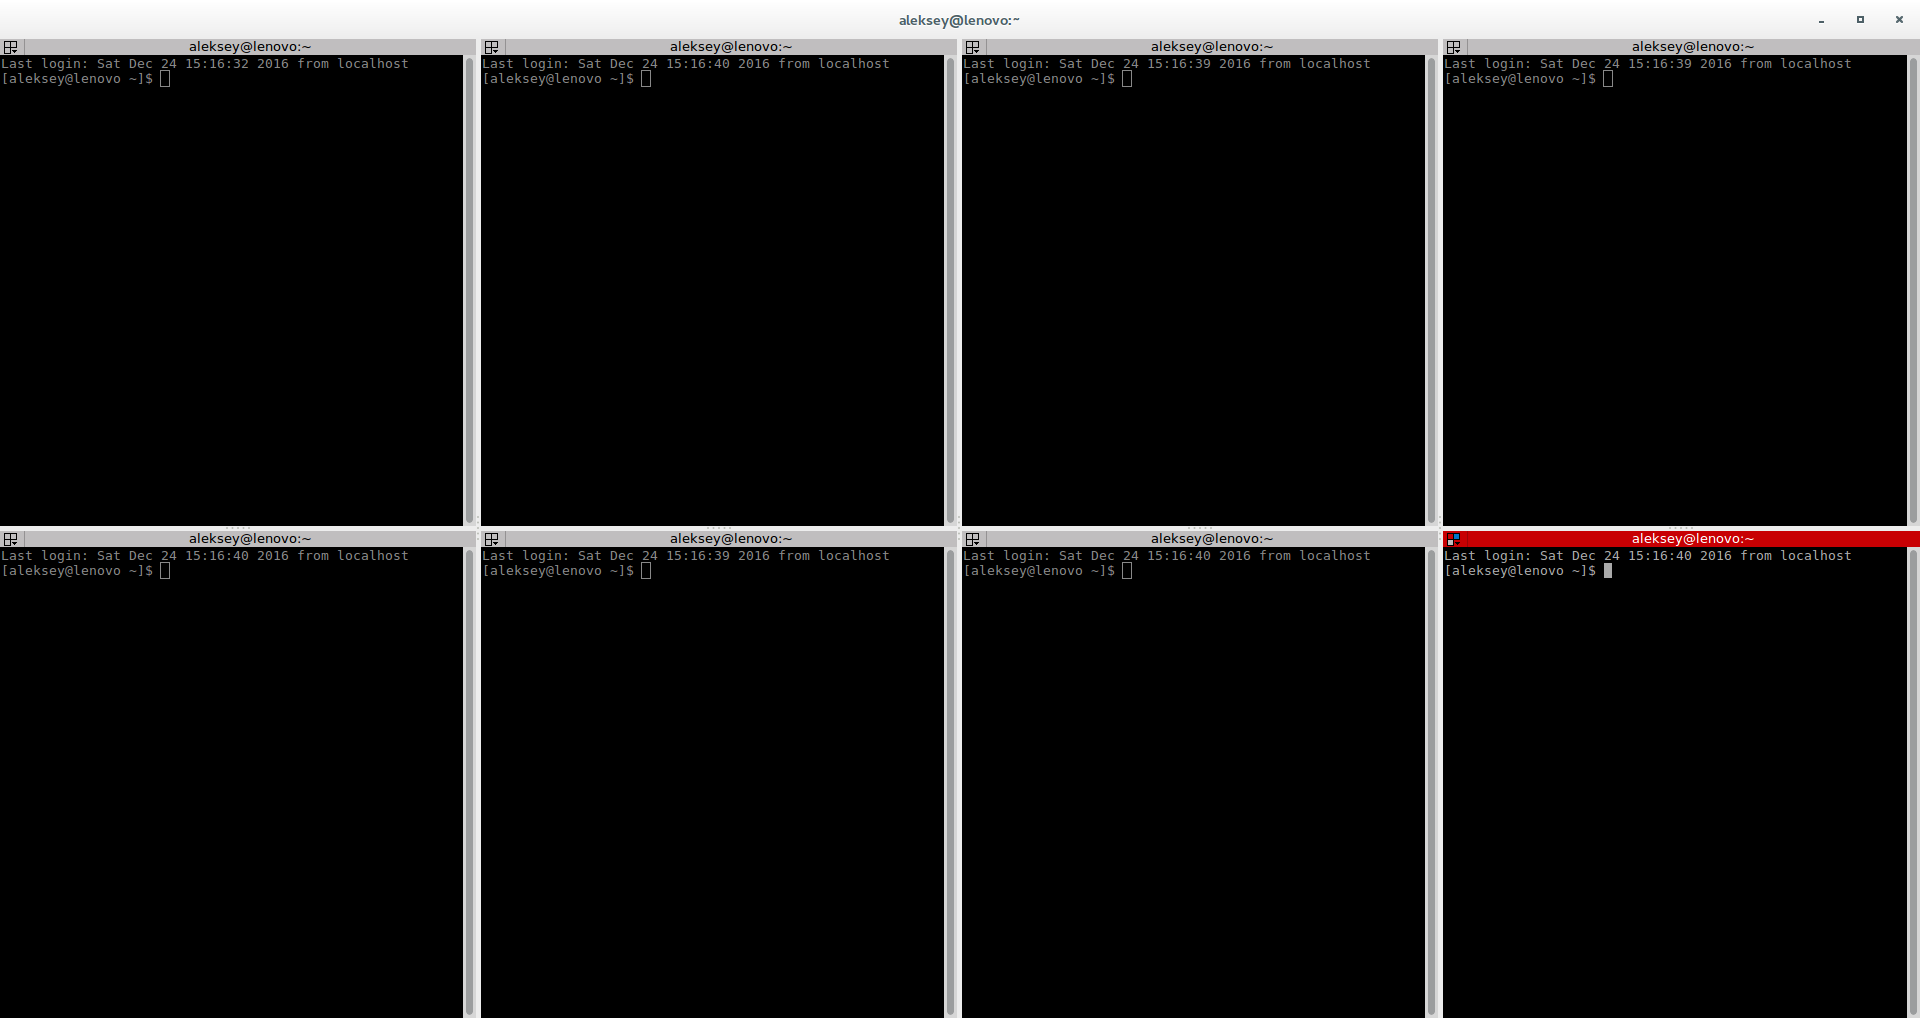 aleksey@lenovo:~
aleksey@lenovo:~
Last login: Sat Dec 24 15:16:32 2016 from localhost
[aleksey@lenovo ~]$
aleksey@lenovo:~
Last login: Sat Dec 24 15:16:40 2016 from localhost
[aleksey@lenovo ~]$
aleksey@lenovo:~
Last login: Sat Dec 24 15:16:39 2016 from localhost
[aleksey@lenovo ~]$
aleksey@lenovo:~
Last login: Sat Dec 24 15:16:39 2016 from localhost
[aleksey@lenovo ~]$
aleksey@lenovo:~
Last login: Sat Dec 24 15:16:40 2016 from localhost
[aleksey@lenovo ~]$
aleksey@lenovo:~
Last login: Sat Dec 24 15:16:39 2016 from localhost
[aleksey@lenovo ~]$
aleksey@lenovo:~
Last login: Sat Dec 24 15:16:40 2016 from localhost
[aleksey@lenovo ~]$
aleksey@lenovo:~
Last login: Sat Dec 24 15:16:40 2016 from localhost
[aleksey@lenovo ~]$